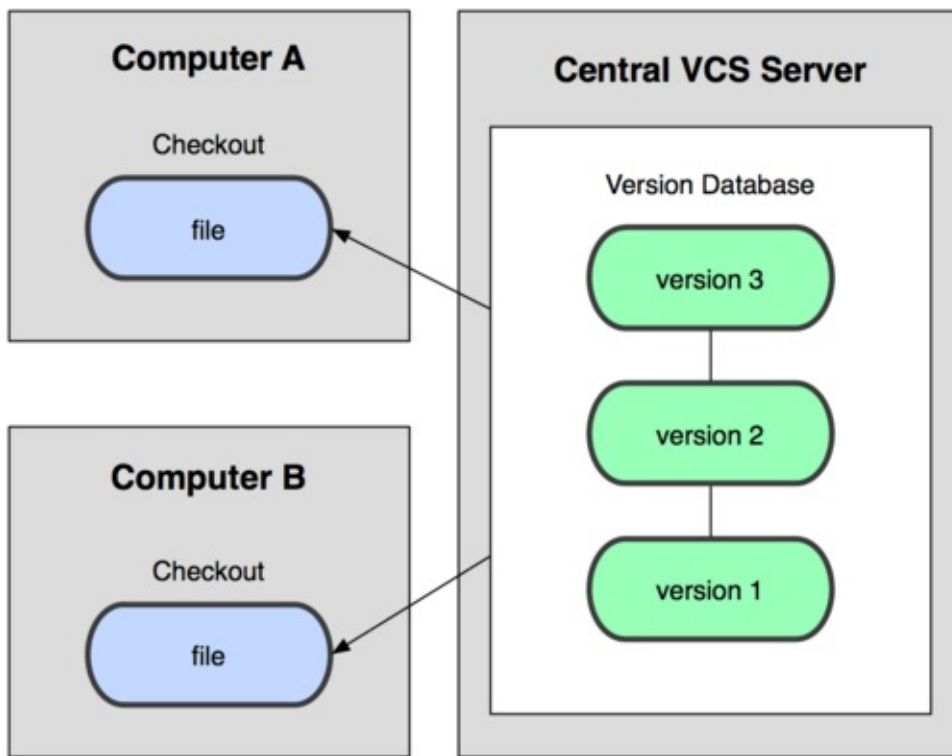 Computer A
Checkout
file
Computer B
Checkout
file
Central VCS Server
Version Database
version 3
version 2
version 1